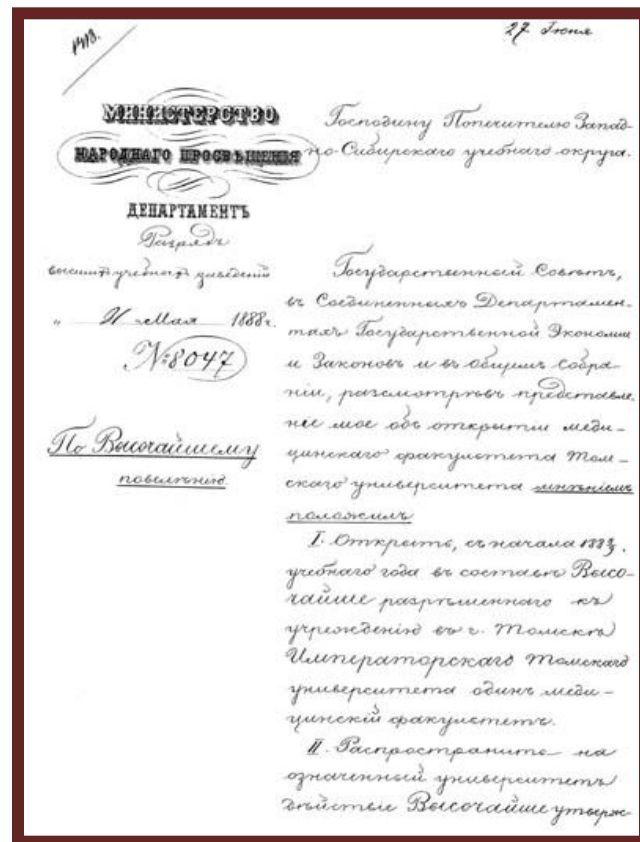 27 Іюня
МИНИСТЕРСТВО
НАРОДНАГО ПРОСВѢЩЕНІЯ
ДЕПАРТАМЕНТЪ
Разрядъ
высшихъ учебныхъ заведеній
Мая 1888 г.
№ 8047
По Высочайшему
повелѣнію
Господину Попечителю Запад-
но-Сибирскаго учебнаго округа.
Государственный Совѣтъ,
въ Соединенныхъ Департамен-
тахъ Государственной Экономіи
и Законовъ и въ общемъ собра-
ніи, разсмотрѣвъ представле-
ніе мое объ открытіи меди-
цинскаго факультета Том-
скаго университета мнѣніемъ
положилъ
I. Открыть, съ начала
учебнаго года въ составѣ Высо-
чайше разрѣшеннаго къ
учрежденію въ г. Томскѣ
Императорскаго Томскаго
университета одинъ меди-
цинскій факультетъ.
II. Распространить на
означенный университетъ
дѣйствіе Высочайше утверж-